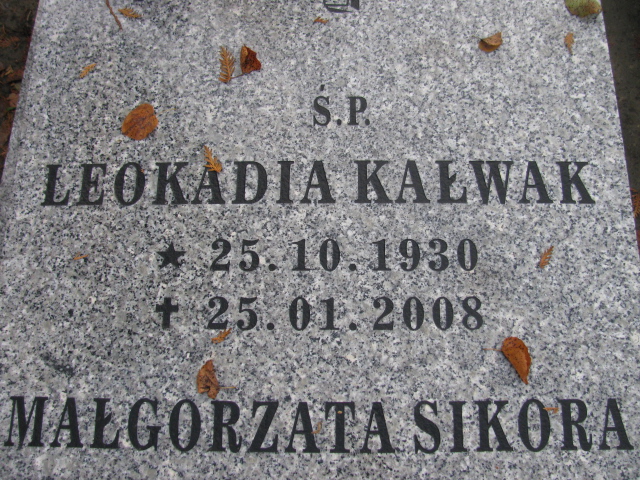 Ś.P.
LEOKADIA KAŁWAK
★ 25.10.1930
✝ 25.01.2008
MAŁGORZATA SIKORA